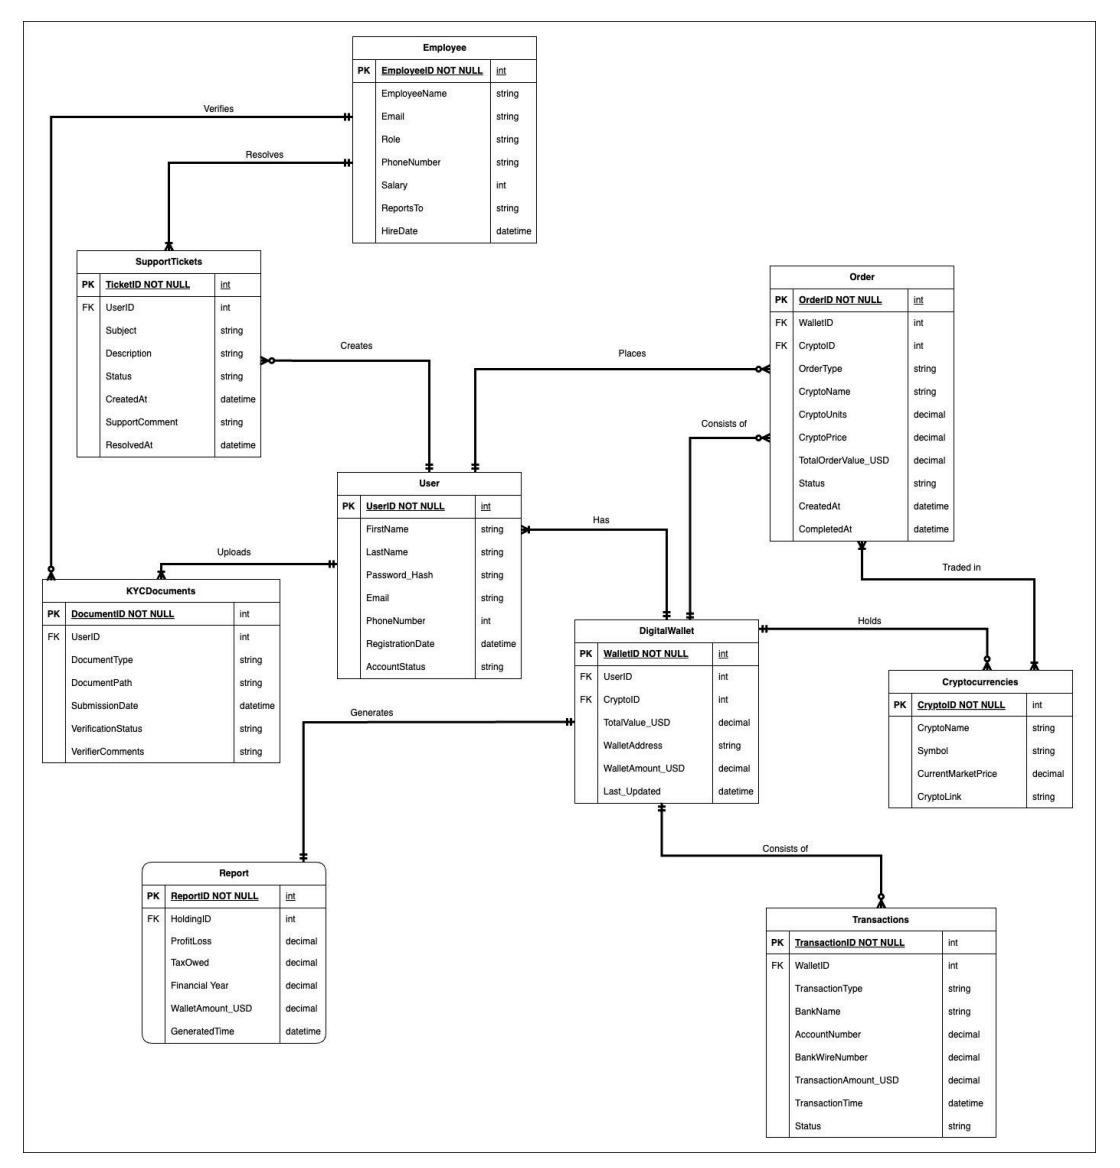 Employee
PK EmployeeID NOT NULL int
EmployeeName string
Email string
Role string
PhoneNumber string
Salary int
ReportsTo string
HireDate datetime
Verifies
Resolves
SupportTickets
PK TicketID NOT NULL int
FK UserID int
Subject string
Description string
Status string
CreatedAt datetime
SupportComment string
ResolvedAt datetime
Creates
Places
Consists of
Order
PK OrderID NOT NULL int
FK WalletID int
FK CryptoID int
OrderType string
CryptoName string
CryptoUnits decimal
CryptoPrice decimal
TotalOrderValue_USD decimal
Status string
CreatedAt datetime
CompletedAt datetime
User
PK UserID NOT NULL int
FirstName string
LastName string
Password_Hash string
Email string
PhoneNumber int
RegistrationDate datetime
AccountStatus string
Has
Uploads
Traded in
KYCDocuments
PK DocumentID NOT NULL int
FK UserID int
DocumentType string
DocumentPath string
SubmissionDate datetime
VerificationStatus string
VerifierComments string
DigitalWallet
PK WalletID NOT NULL int
FK UserID int
FK CryptoID int
TotalValue_USD decimal
WalletAddress string
WalletAmount_USD decimal
Last_Updated datetime
Holds
Cryptocurrencies
PK CryptoID NOT NULL int
CryptoName string
Symbol string
CurrentMarketPrice decimal
CryptoLink string
Generates
Consists of
Report
PK ReportID NOT NULL int
FK HoldingID int
ProfitLoss decimal
TaxOwed decimal
Financial Year decimal
WalletAmount_USD decimal
GeneratedTime datetime
Transactions
PK TransactionID NOT NULL int
FK WalletID int
TransactionType string
BankName string
AccountNumber decimal
BankWireNumber decimal
TransactionAmount_USD decimal
TransactionTime datetime
Status string